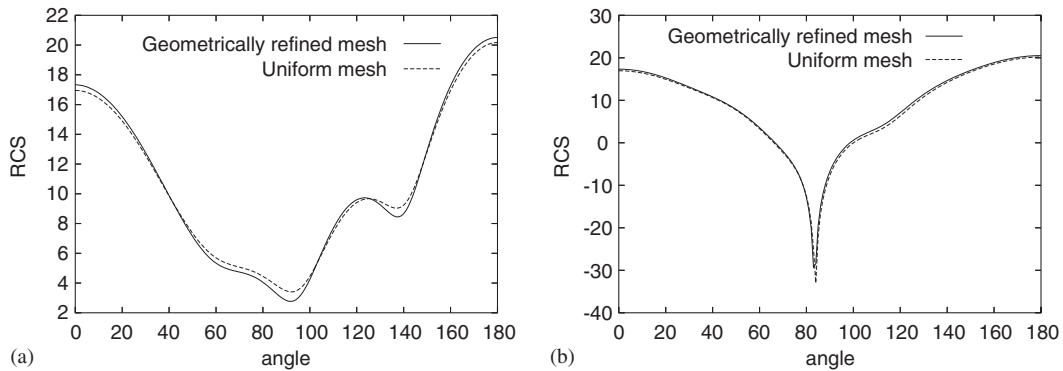 22
20
18
16
14
12
10
8
6
4
2
RCS
Geometrically refined mesh
Uniform mesh
0 20 40 60 80 100 120 140 160 180
angle
(a)
30
20
10
0
-10
-20
-30
-40
RCS
Geometrically refined mesh
Uniform mesh
0 20 40 60 80 100 120 140 160 180
angle
(b)